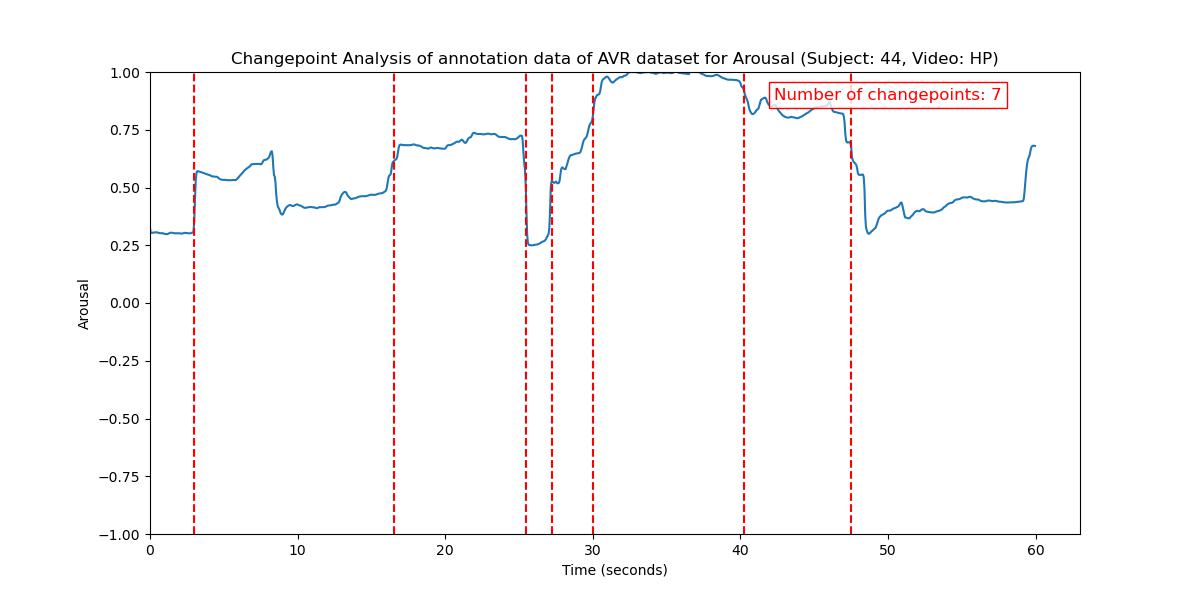 Changepoint Analysis of annotation data of AVR dataset for Arousal (Subject: 44, Video: HP)
Number of changepoints: 7
1.00
0.75
0.50
0.25
0.00
−0.25
−0.50
−0.75
−1.00
Arousal
0 10 20 30 40 50 60
Time (seconds)